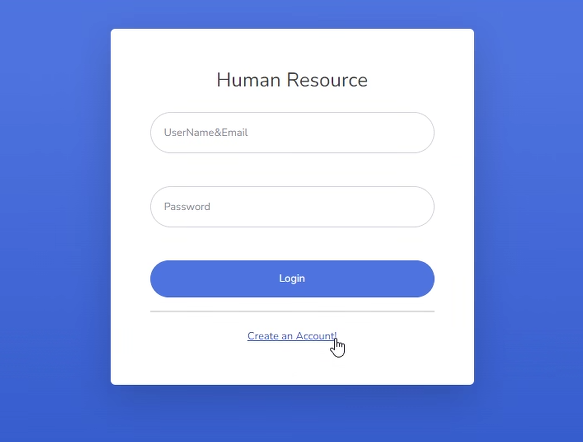 Human Resource
UserName&Email
Password
Login
Create an Account!